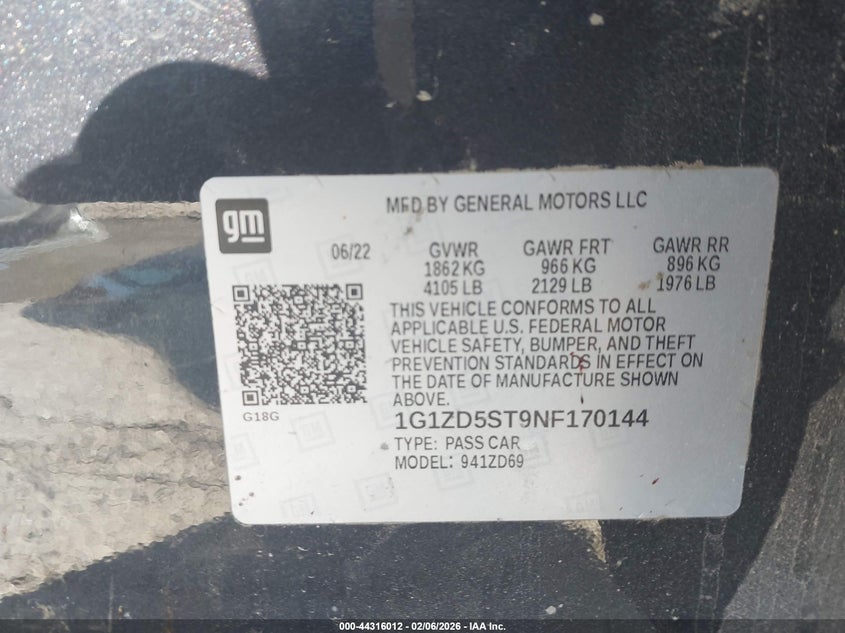 gm
MFD BY GENERAL MOTORS LLC
06/22
GVWR
1862 KG
4105 LB
GAWR FRT
966 KG
2129 LB
GAWR RR
896 KG
1976 LB
THIS VEHICLE CONFORMS TO ALL
APPLICABLE U.S. FEDERAL MOTOR
VEHICLE SAFETY, BUMPER, AND THEFT
PREVENTION STANDARDS IN EFFECT ON
THE DATE OF MANUFACTURE SHOWN
ABOVE.
G18G
1G1ZD5ST9NF170144
TYPE: PASS CAR
MODEL: 941ZD69
000-44316012 - 02/06/2026 - IAA Inc.